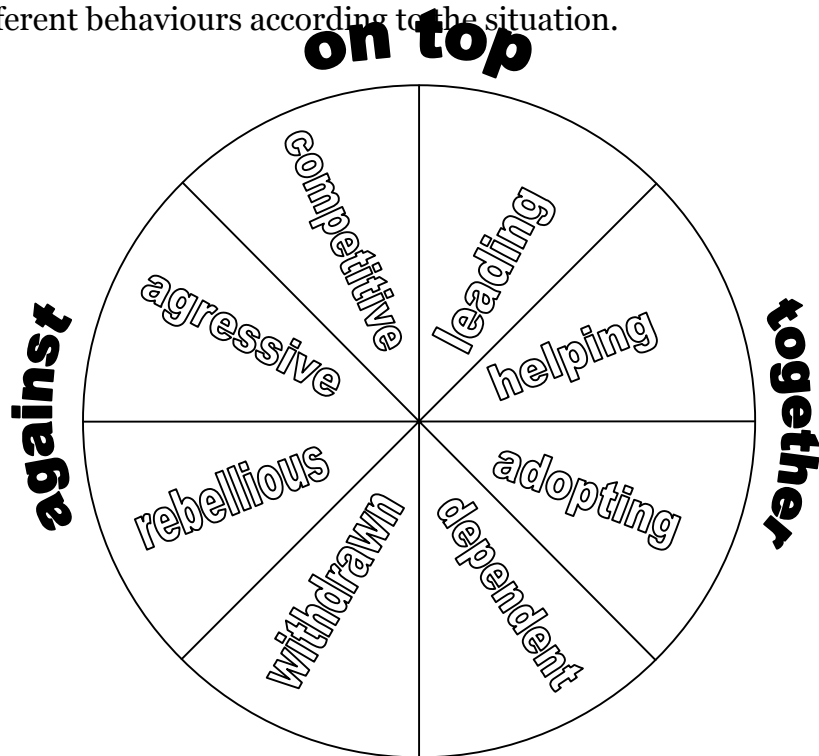 ferent behaviours according to the situation.
on top
competitive
leading
agressive
helping
against
together
rebellious
adopting
withdrawn
dependent